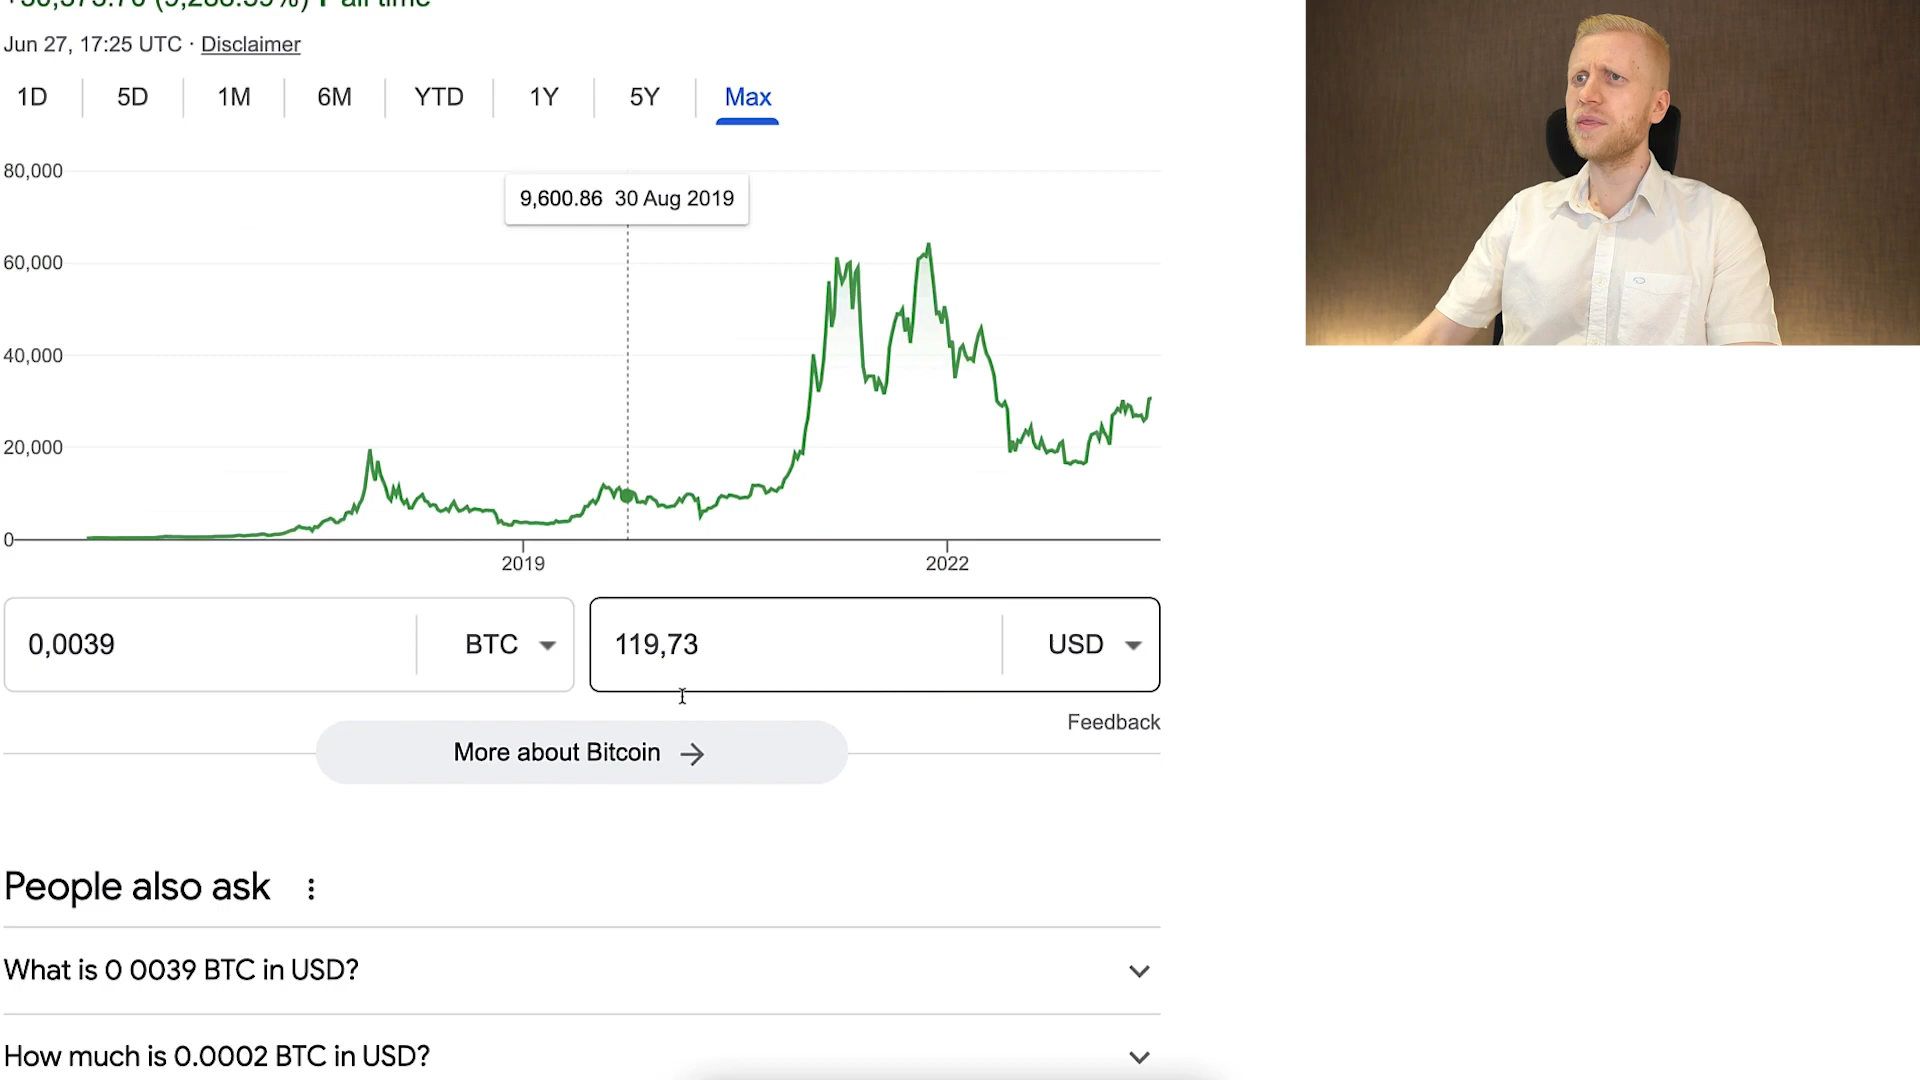 Jun 27, 17:25 UTC · Disclaimer
1D 5D 1M 6M YTD 1Y 5Y Max
80,000
9,600.86 30 Aug 2019
60,000
40,000
20,000
0
2019 2022
0,0039 BTC 119,73 USD
Feedback
More about Bitcoin →
People also ask
What is 0 0039 BTC in USD?
How much is 0.0002 BTC in USD?